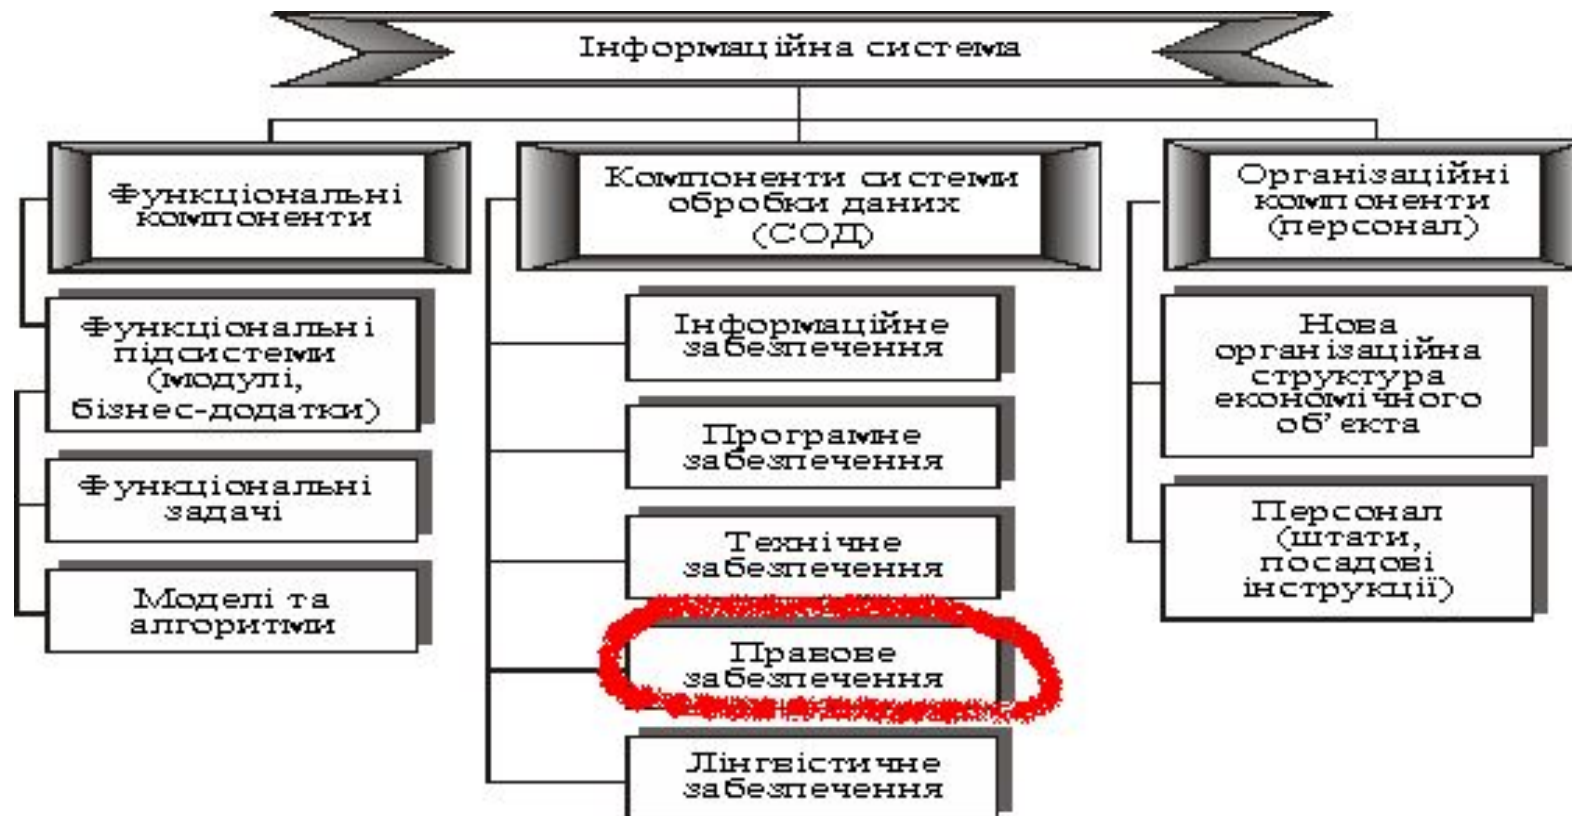 Інформаційна система
Функціональні
компоненти
Компоненти системи
обробки даних
(СОД)
Організаційні
компоненти
(персонал)
Функціональні
підсистеми
(модулі,
бізнес-додатки)
Функціональні
задачі
Моделі та
алгоритми
Інформаційне
забезпечення
Програмне
забезпечення
Технічне
забезпечення
Правове
забезпечення
Лінгвістичне
забезпечення
Нова
організаційна
структура
економічного
об’екта
Персонал
(штати,
посадові
інструкції)